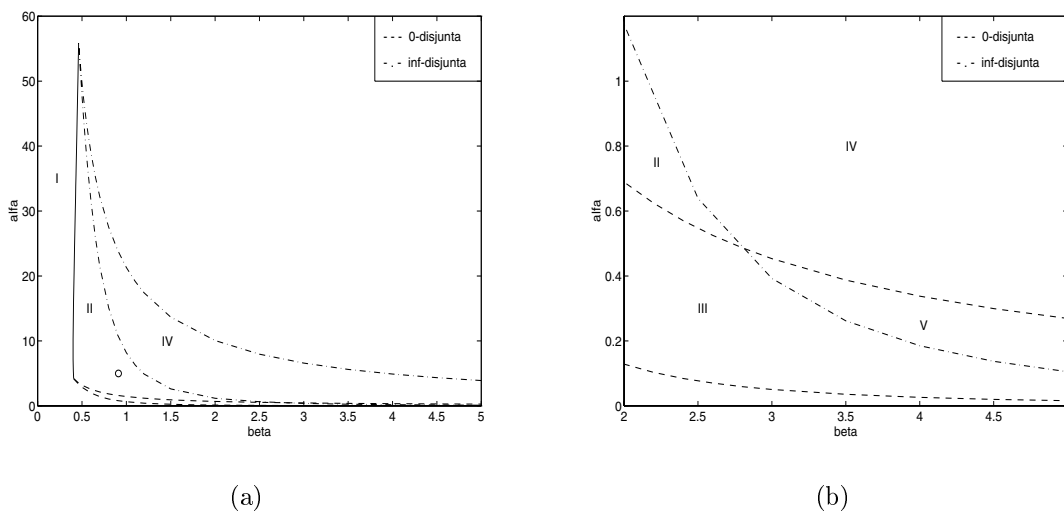 60
50
40
30
20
10
0
alfa
0 0.5 1 1.5 2 2.5 3 3.5 4 4.5 5
beta
0-disjunta
inf-disjunta
I
II
IV
(a)
1
0.8
0.6
0.4
0.2
0
alfa
2 2.5 3 3.5 4 4.5
beta
0-disjunta
inf-disjunta
IV
II
III
V
(b)